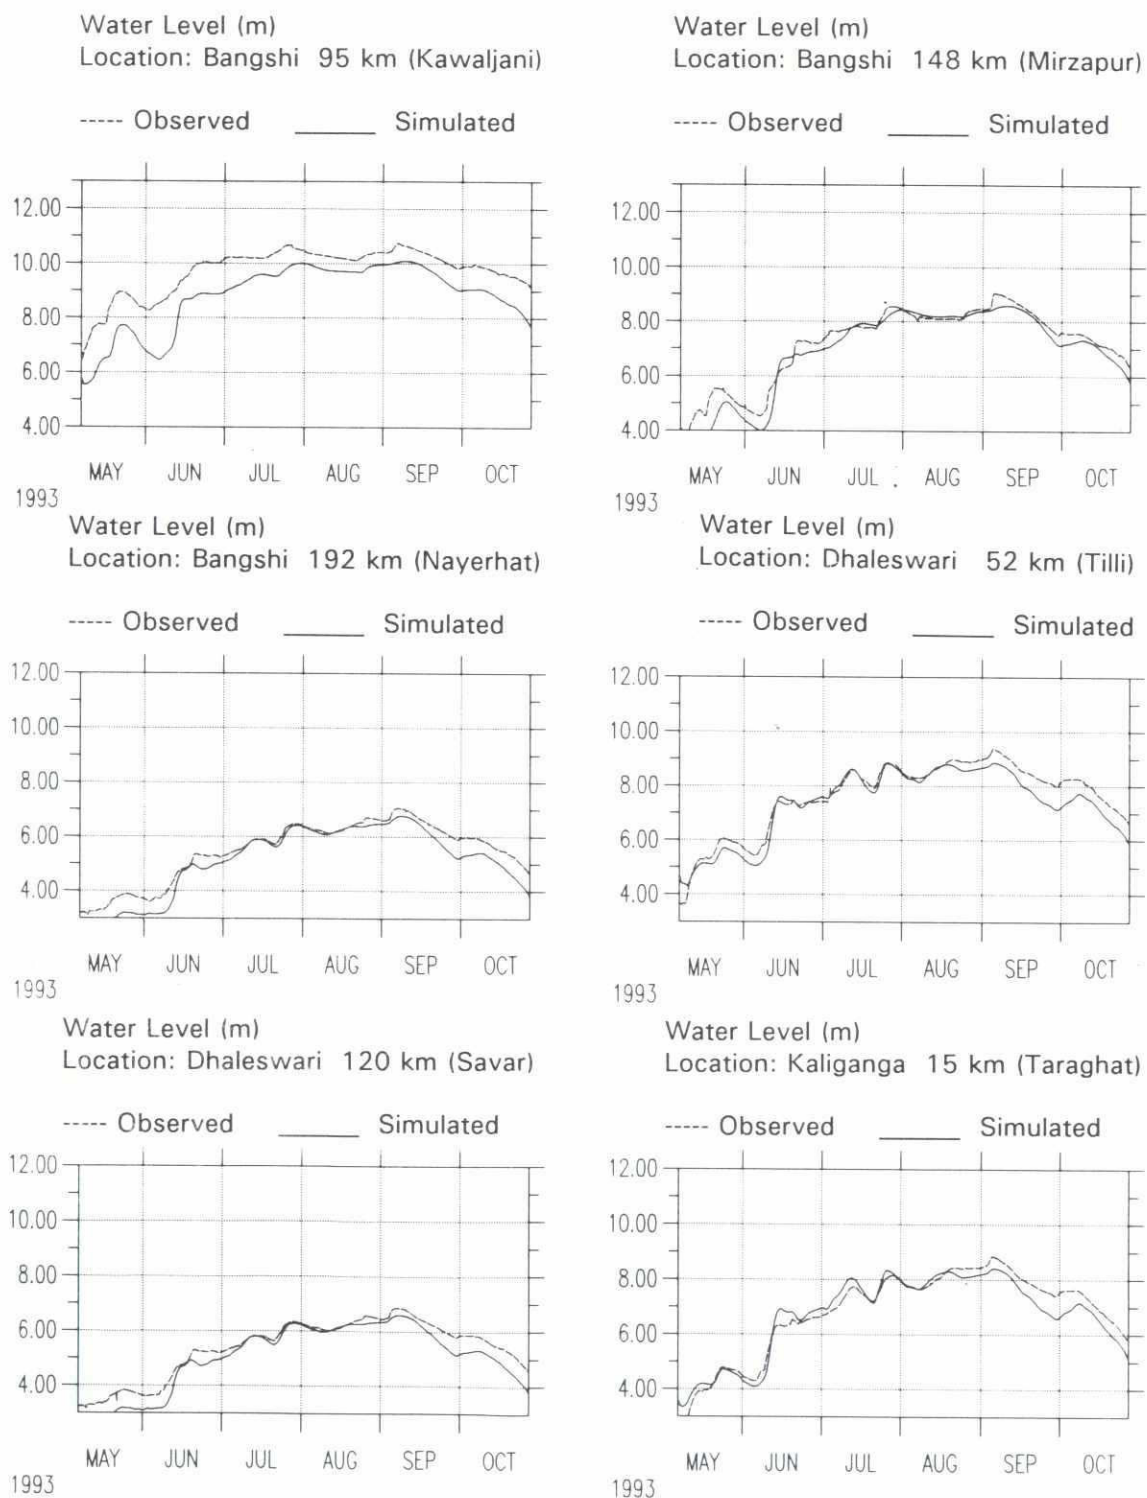 Water Level (m)
Location: Bangshi 95 km (Kawaljani)
----- Observed _____ Simulated
12.00
10.00
8.00
6.00
4.00
MAY JUN JUL AUG SEP OCT
1993
Water Level (m)
Location: Bangshi 148 km (Mirzapur)
----- Observed _____ Simulated
12.00
10.00
8.00
6.00
4.00
MAY JUN JUL AUG SEP OCT
1993
Water Level (m)
Location: Bangshi 192 km (Nayerhat)
----- Observed _____ Simulated
12.00
10.00
8.00
6.00
4.00
MAY JUN JUL AUG SEP OCT
1993
Water Level (m)
Location: Dhaleswari 52 km (Tilli)
----- Observed _____ Simulated
12.00
10.00
8.00
6.00
4.00
MAY JUN JUL AUG SEP OCT
1993
Water Level (m)
Location: Dhaleswari 120 km (Savar)
----- Observed _____ Simulated
12.00
10.00
8.00
6.00
4.00
MAY JUN JUL AUG SEP OCT
1993
Water Level (m)
Location: Kaliganga 15 km (Taraghat)
----- Observed _____ Simulated
12.00
10.00
8.00
6.00
4.00
MAY JUN JUL AUG SEP OCT
1993